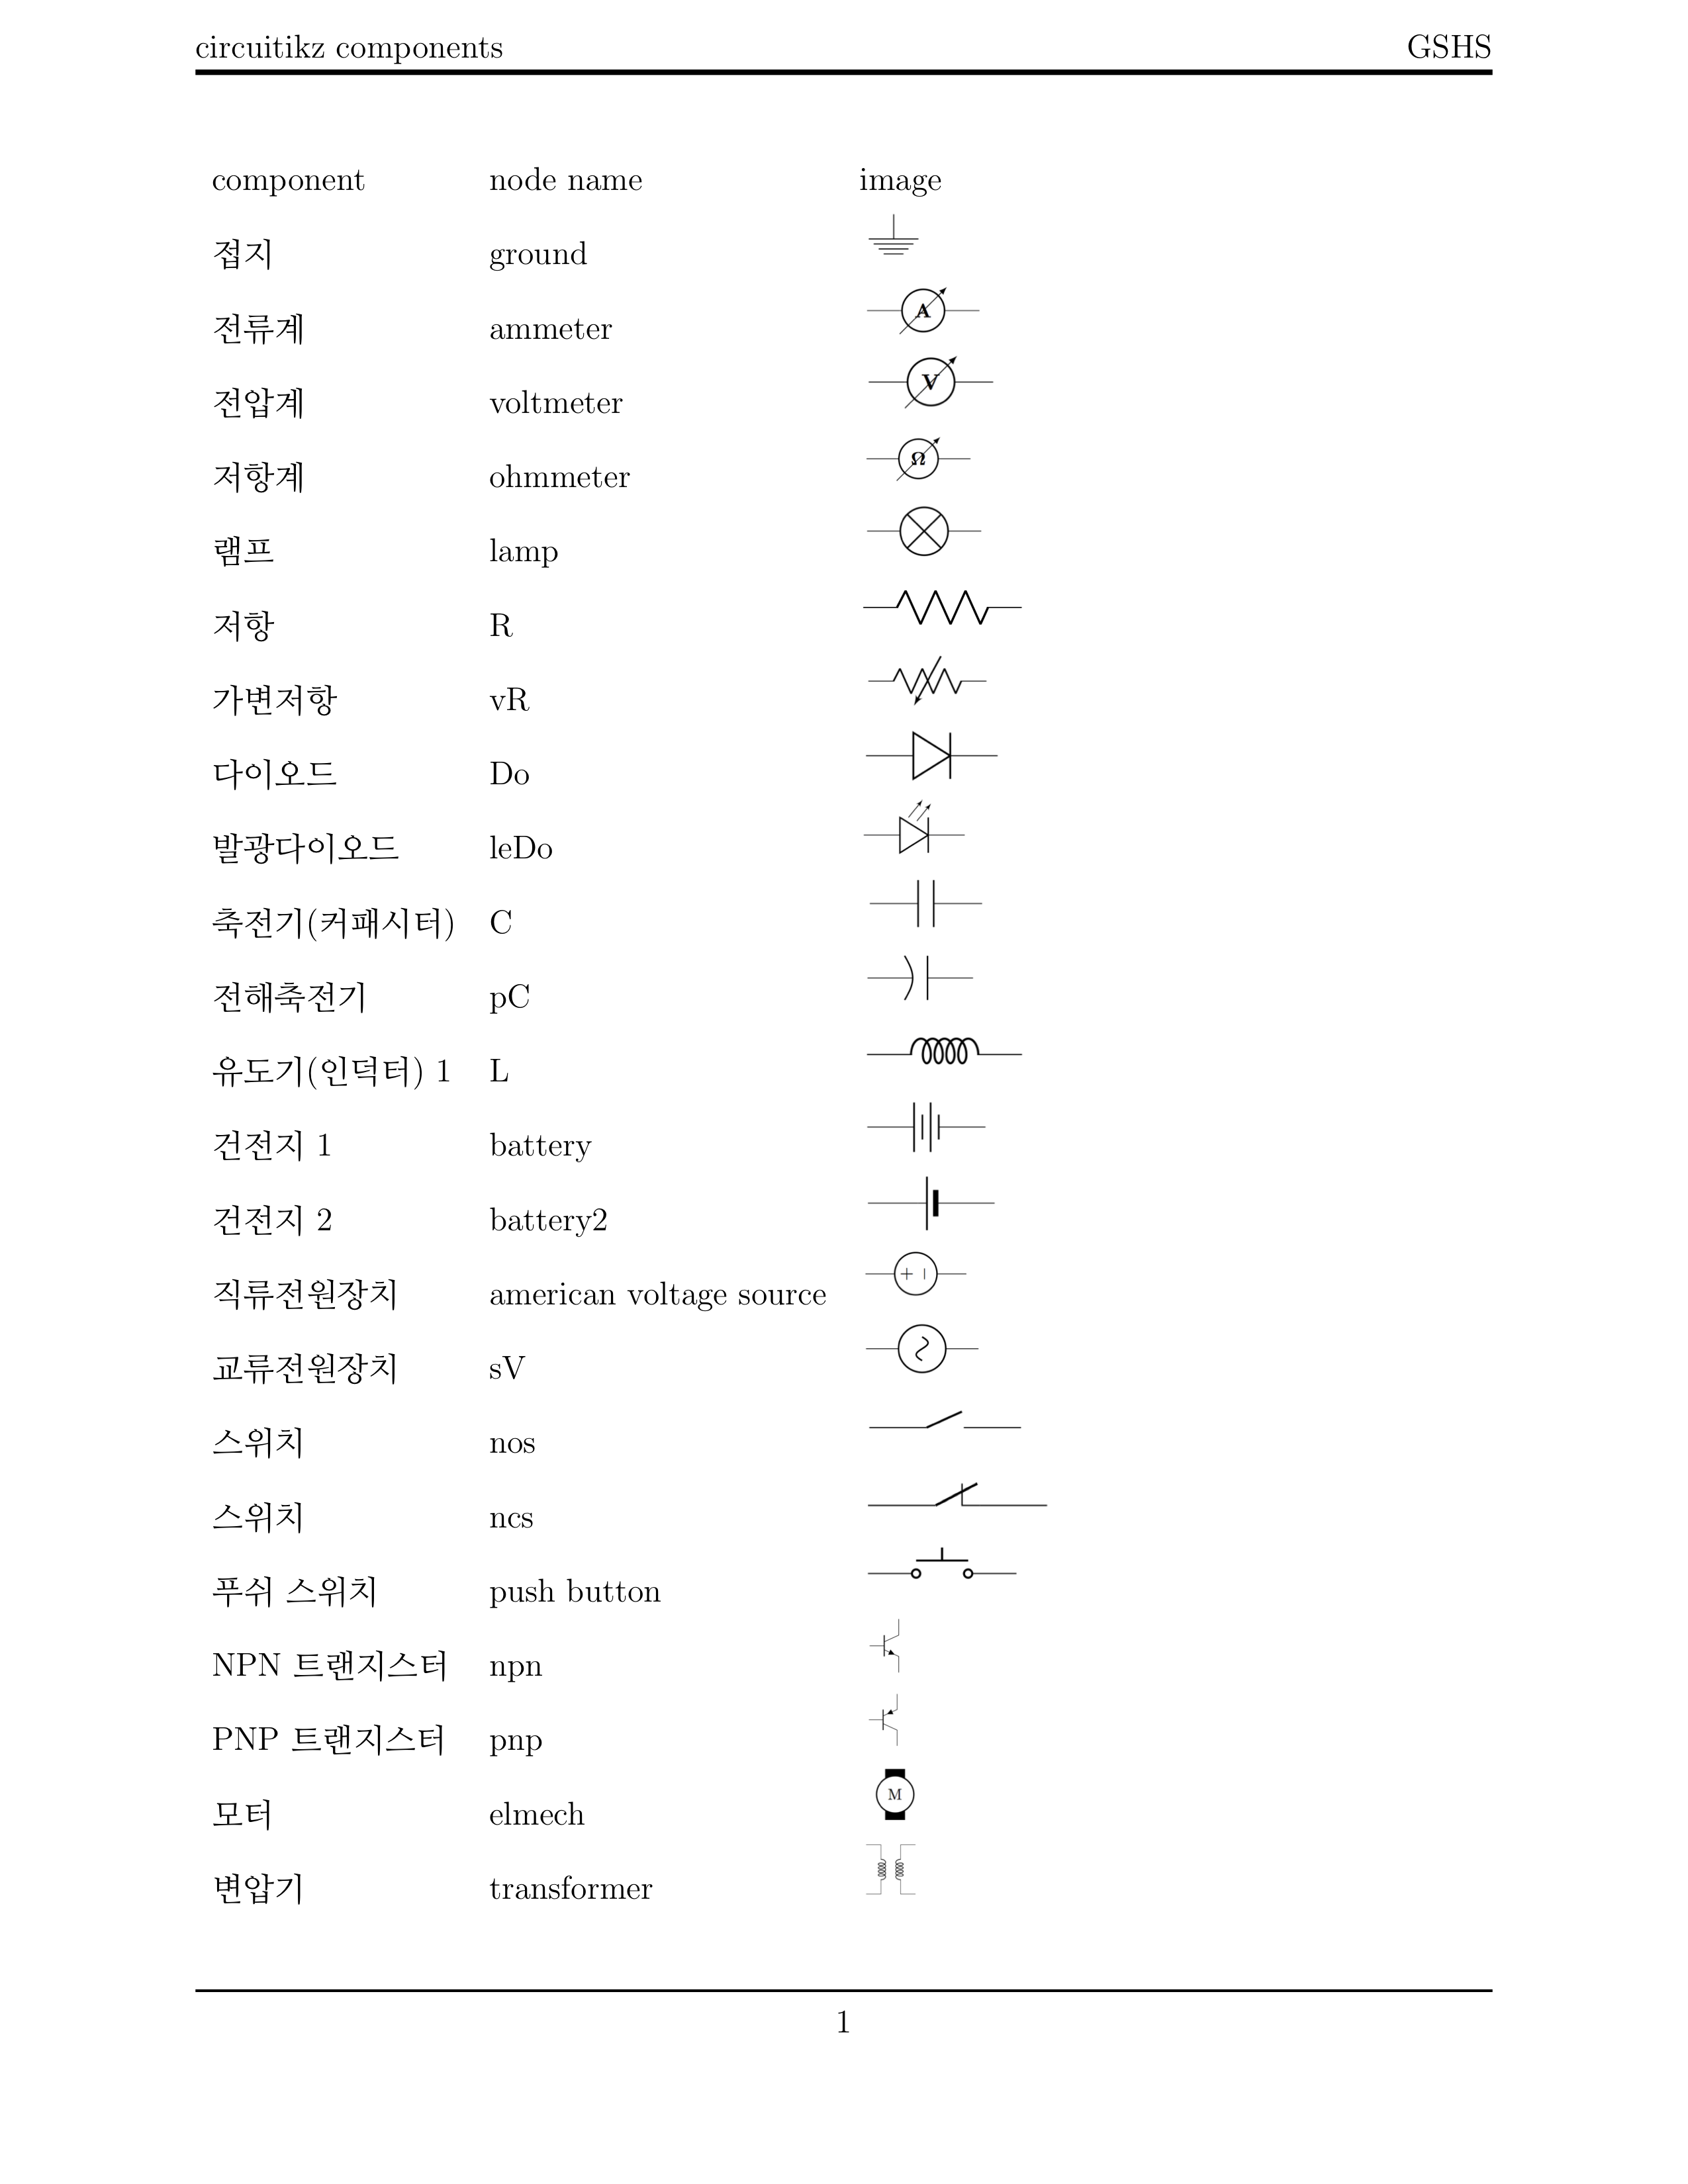 circuitikz components GSHS
component node name image
접지 ground
전류계 ammeter A
전압계 voltmeter V
저항계 ohmmeter Ω
램프 lamp
저항 R
가변저항 vR
다이오드 Do
발광다이오드 leDo
축전기(커패시터) C
전해축전기 pC
유도기(인덕터) 1 L
건전지 1 battery
건전지 2 battery2
직류전원장치 american voltage source + −
교류전원장치 sV
스위치 nos
스위치 ncs
푸쉬 스위치 push button
NPN 트랜지스터 npn
PNP 트랜지스터 pnp
모터 elmech M
변압기 transformer
1